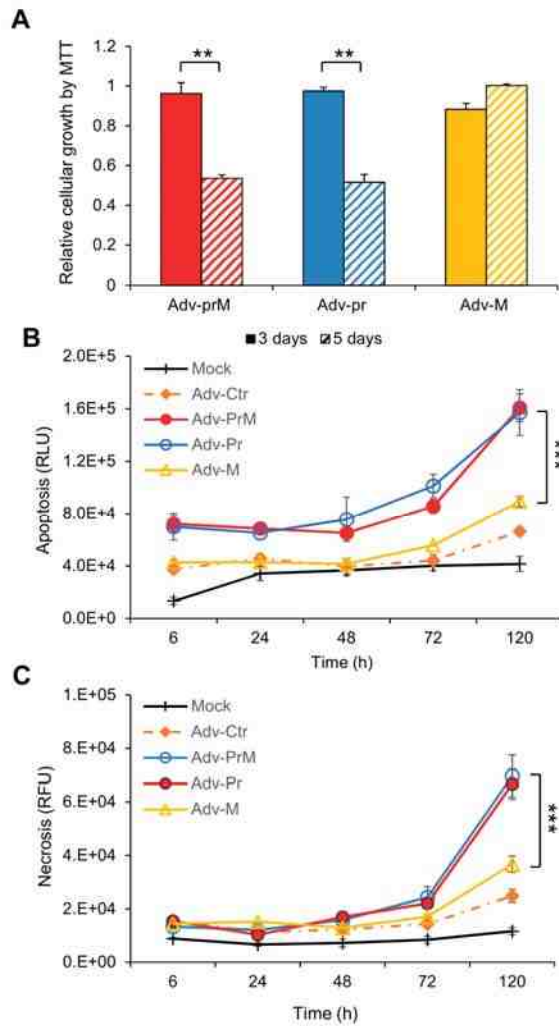 A
Relative cellular growth by MTT
1.2
1
0.8
0.6
0.4
0.2
0
**
**
Adv-prM
Adv-pr
Adv-M
3 days
5 days
B
Apoptosis (RLU)
2.0E+5
1.6E+5
1.2E+5
8.0E+4
4.0E+4
0.0E+0
Mock
Adv-Ctr
Adv-PrM
Adv-Pr
Adv-M
***
6 24 48 72 120
Time (h)
C
Necrosis (RFU)
1.E+05
8.E+04
6.E+04
4.E+04
2.E+04
0.E+00
Mock
Adv-Ctr
Adv-PrM
Adv-Pr
Adv-M
***
6 24 48 72 120
Time (h)